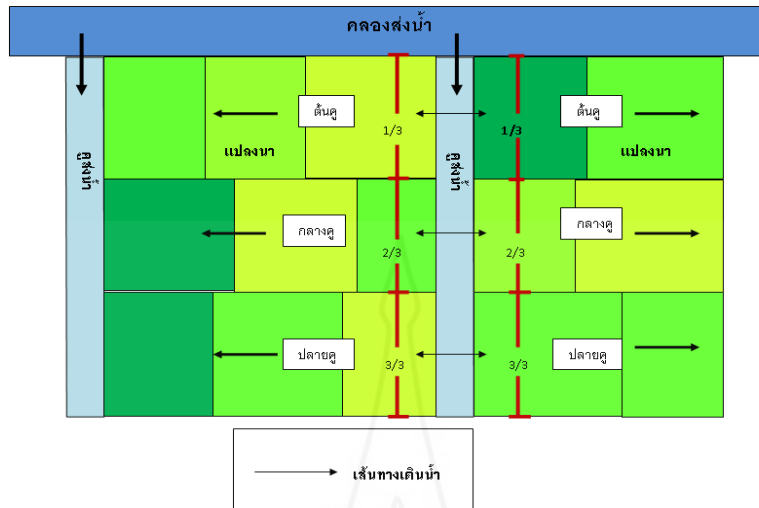 คลองส่งน้ำ
ต้นคู
1/3
1/3
ต้นคู
คูส่งน้ำ
แปลงนา
คูส่งน้ำ
แปลงนา
กลางคู
2/3
2/3
กลางคู
ปลายคู
3/3
3/3
ปลายคู
เส้นทางเดินน้ำ